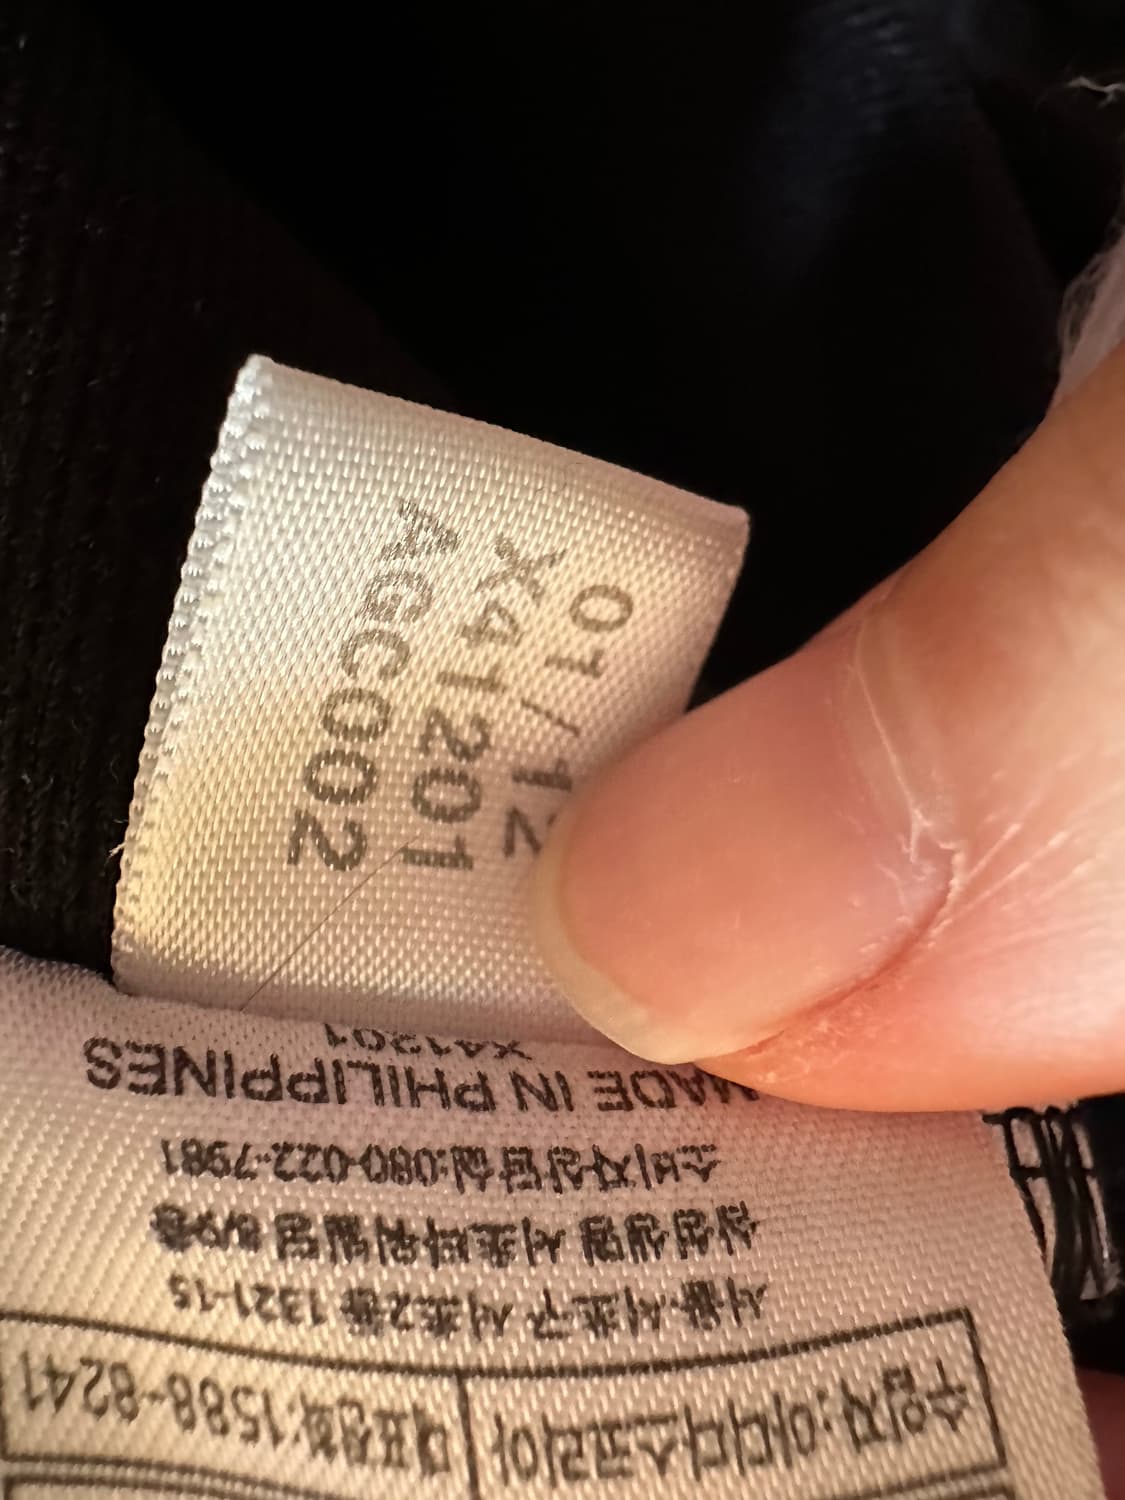 01/12
X41201
AGC002
수입자:아디다스코리아 대표전화:1588-8241
서울시 서초구 서초2동 1321-15
삼성생명 서초타워빌딩 8/9층
소비자상담실:080-022-7981
MADE IN PHILIPPINES
X41201